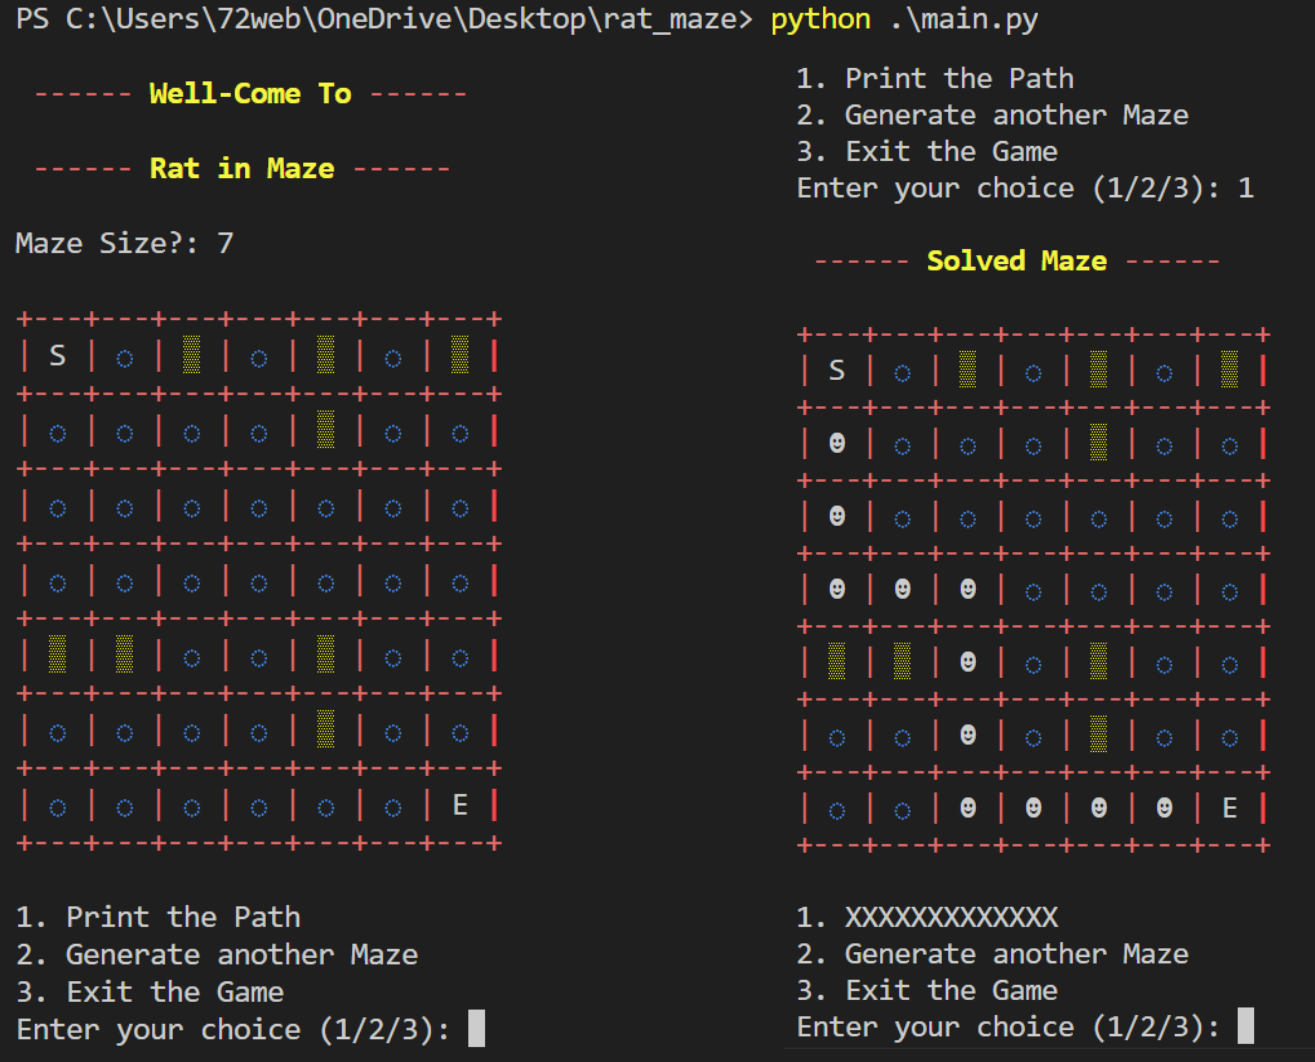 PS C:\Users\72web\OneDrive\Desktop\rat_maze> python .\main.py
------ Well-Come To ------
------ Rat in Maze ------
Maze Size?: 7
+---+---+---+---+---+---+---+
| S | ◌ | ▒ | ◌ | ▒ | ◌ | ▒ |
+---+---+---+---+---+---+---+
| ◌ | ◌ | ◌ | ◌ | ▒ | ◌ | ◌ |
+---+---+---+---+---+---+---+
| ◌ | ◌ | ◌ | ◌ | ◌ | ◌ | ◌ |
+---+---+---+---+---+---+---+
| ◌ | ◌ | ◌ | ◌ | ◌ | ◌ | ◌ |
+---+---+---+---+---+---+---+
| ▒ | ▒ | ◌ | ◌ | ▒ | ◌ | ◌ |
+---+---+---+---+---+---+---+
| ◌ | ◌ | ◌ | ◌ | ▒ | ◌ | ◌ |
+---+---+---+---+---+---+---+
| ◌ | ◌ | ◌ | ◌ | ◌ | ◌ | E |
+---+---+---+---+---+---+---+
1. Print the Path
2. Generate another Maze
3. Exit the Game
Enter your choice (1/2/3):
1. Print the Path
2. Generate another Maze
3. Exit the Game
Enter your choice (1/2/3): 1
------ Solved Maze ------
+---+---+---+---+---+---+---+
| S | ◌ | ▒ | ◌ | ▒ | ◌ | ▒ |
+---+---+---+---+---+---+---+
| ☻ | ◌ | ◌ | ◌ | ▒ | ◌ | ◌ |
+---+---+---+---+---+---+---+
| ☻ | ◌ | ◌ | ◌ | ◌ | ◌ | ◌ |
+---+---+---+---+---+---+---+
| ☻ | ☻ | ☻ | ◌ | ◌ | ◌ | ◌ |
+---+---+---+---+---+---+---+
| ▒ | ▒ | ☻ | ◌ | ▒ | ◌ | ◌ |
+---+---+---+---+---+---+---+
| ◌ | ◌ | ☻ | ◌ | ▒ | ◌ | ◌ |
+---+---+---+---+---+---+---+
| ◌ | ◌ | ☻ | ☻ | ☻ | ☻ | E |
+---+---+---+---+---+---+---+
1. XXXXXXXXXXXXX
2. Generate another Maze
3. Exit the Game
Enter your choice (1/2/3):